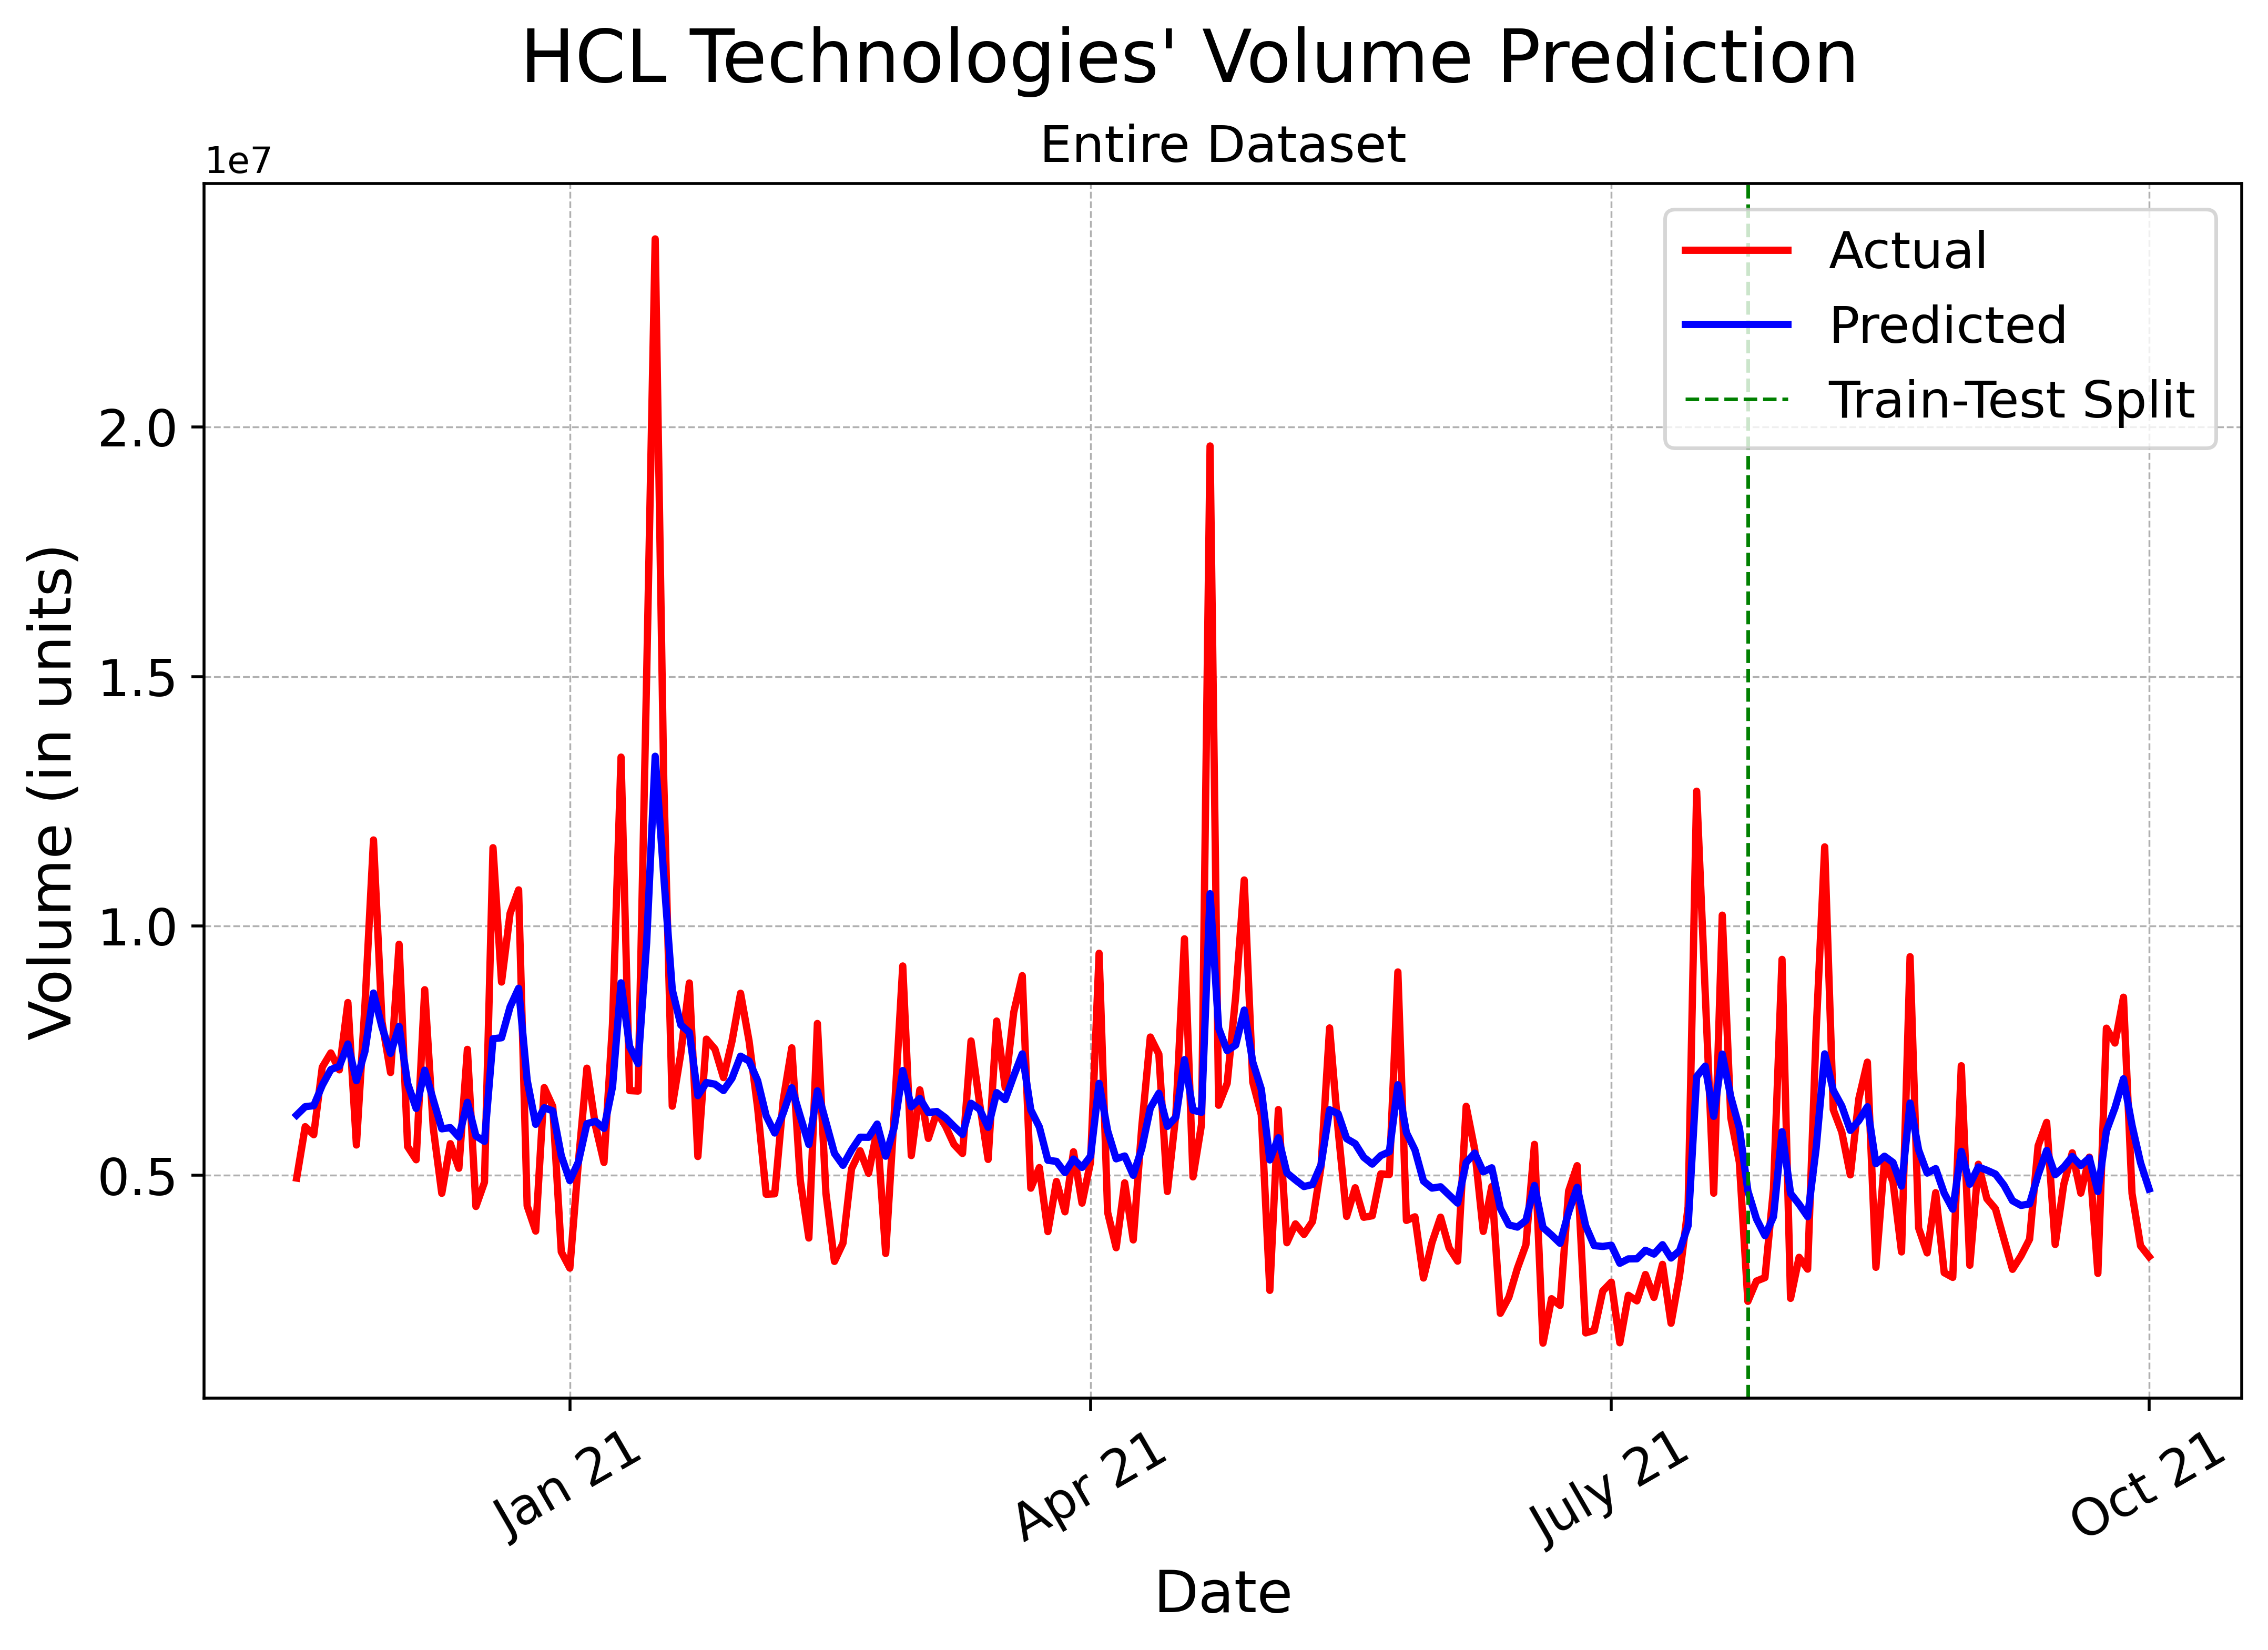 HCL Technologies' Volume Prediction
Entire Dataset
1e7
Actual
Predicted
Train-Test Split
2.0
1.5
1.0
0.5
Volume (in units)
Jan 21
Apr 21
July 21
Oct 21
Date